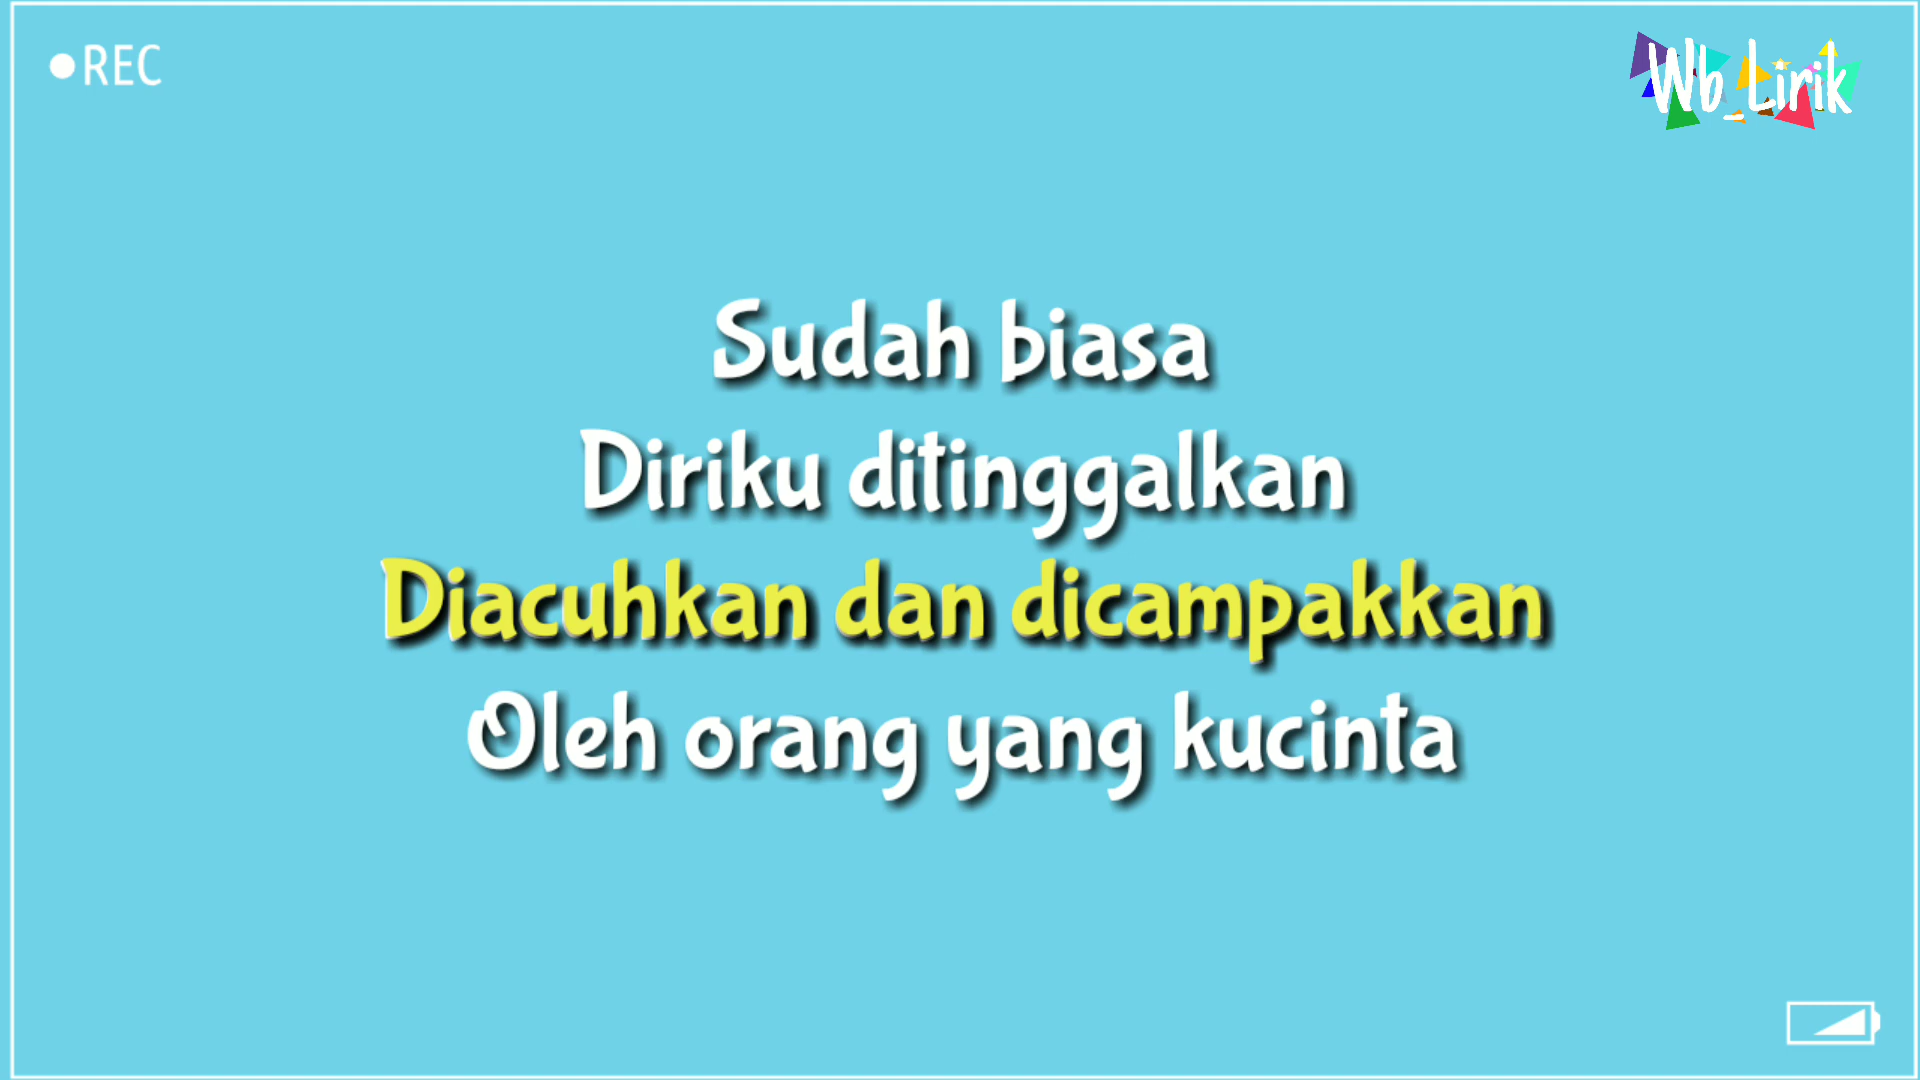 REC
Wb_Lirik
Sudah biasa
Diriku ditinggalkan
Diacuhkan dan dicampakkan
Oleh orang yang kucinta